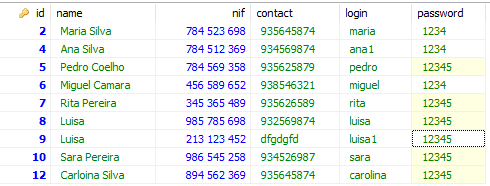 id name nif contact login password
2 Maria Silva 784 523 698 935645874 maria 1234
4 Ana Silva 784 512 369 934569874 ana1 1234
5 Pedro Coelho 784 569 358 935625879 pedro 12345
6 Miguel Camara 456 589 652 938546321 miguel 1234
7 Rita Pereira 345 365 489 935626589 rita 12345
8 Luisa 985 785 698 932569874 luisa 12345
9 Luisa 213 123 452 dfgdgfd luisa1 12345
10 Sara Pereira 986 545 258 934526987 sara 12345
12 Carloina Silva 894 562 369 935645874 carolina 12345